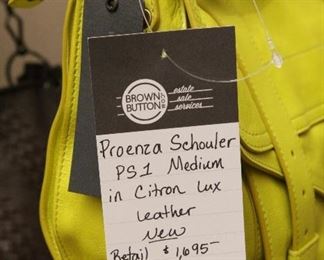 BROWN
BUTTON
estate
sale
services
Proenza Schouler
PS1 Medium
in Citron Lux
Leather
New
Retail $1,695-